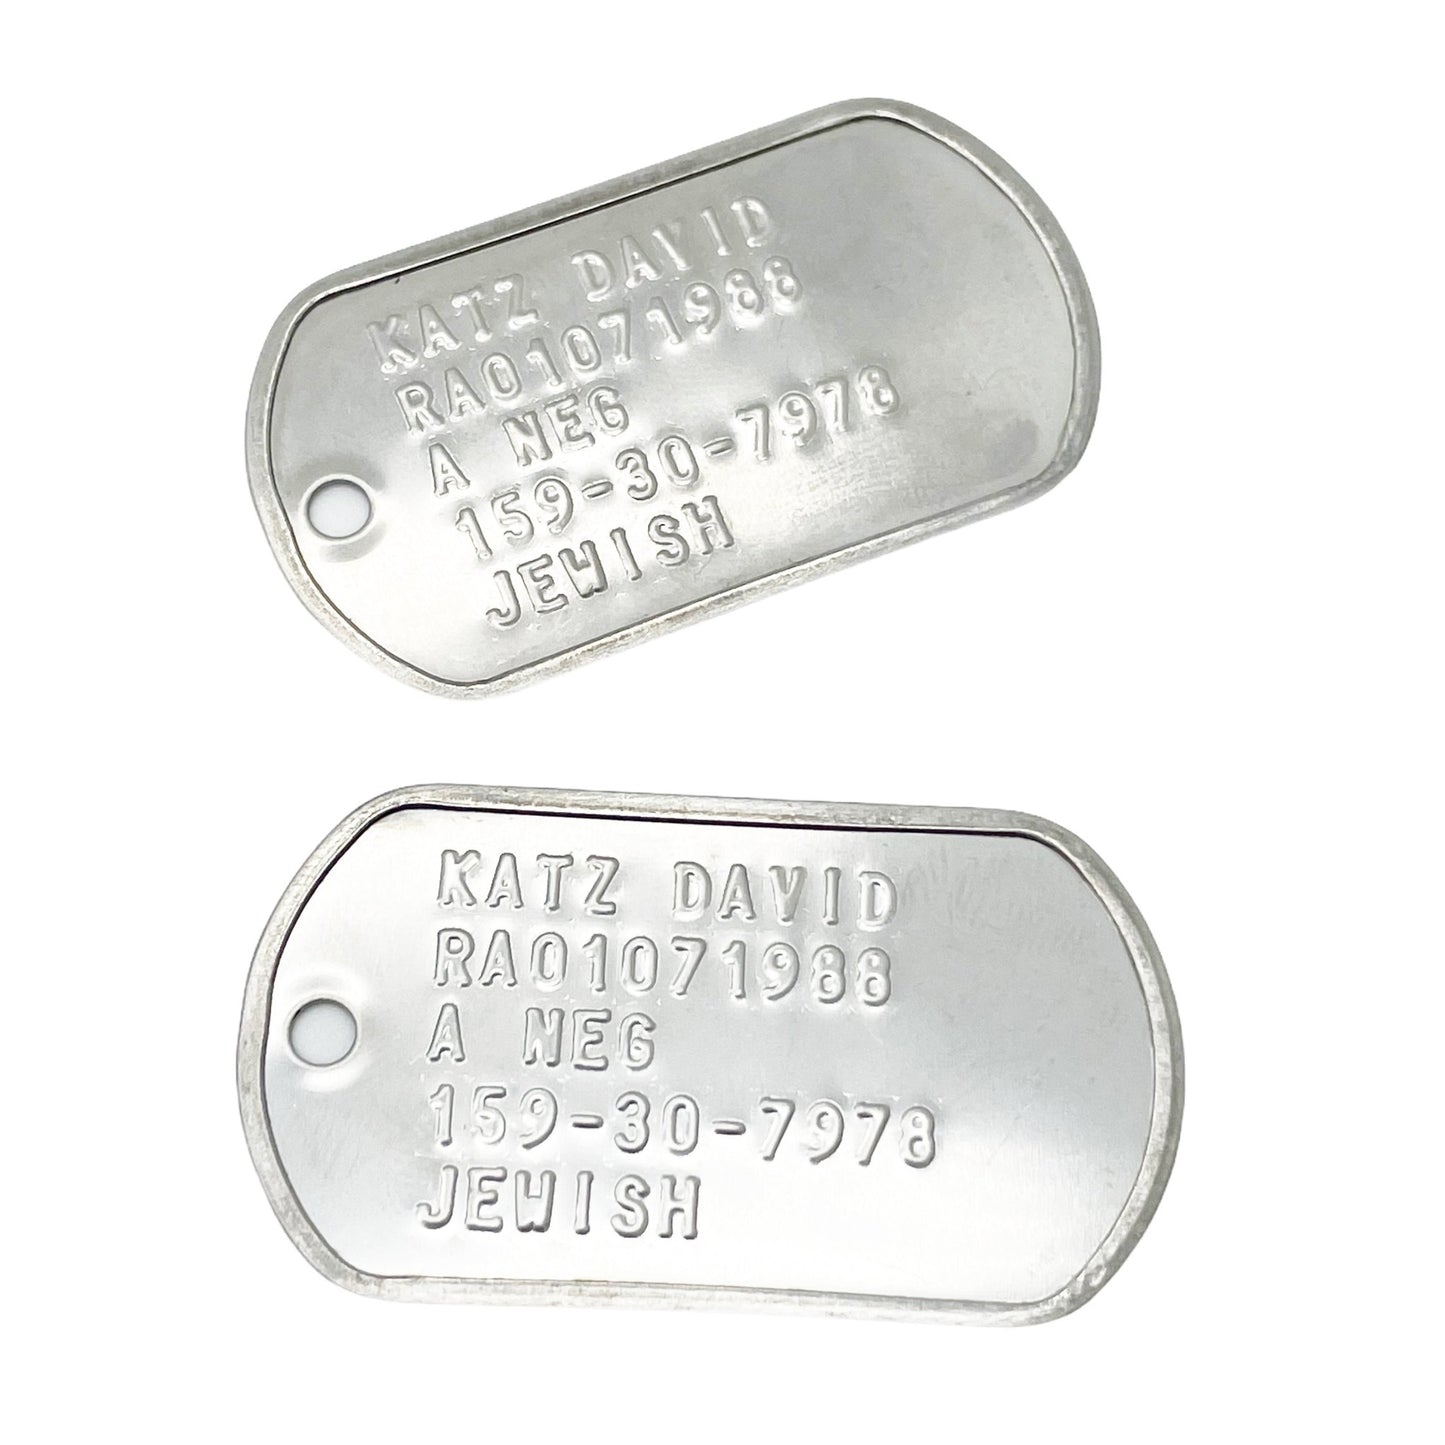 KATZ DAVID
RA01071988
A NEG
159-30-7978
JEWISH
KATZ DAVID
RA01071988
A NEG
159-30-7978
JEWISH